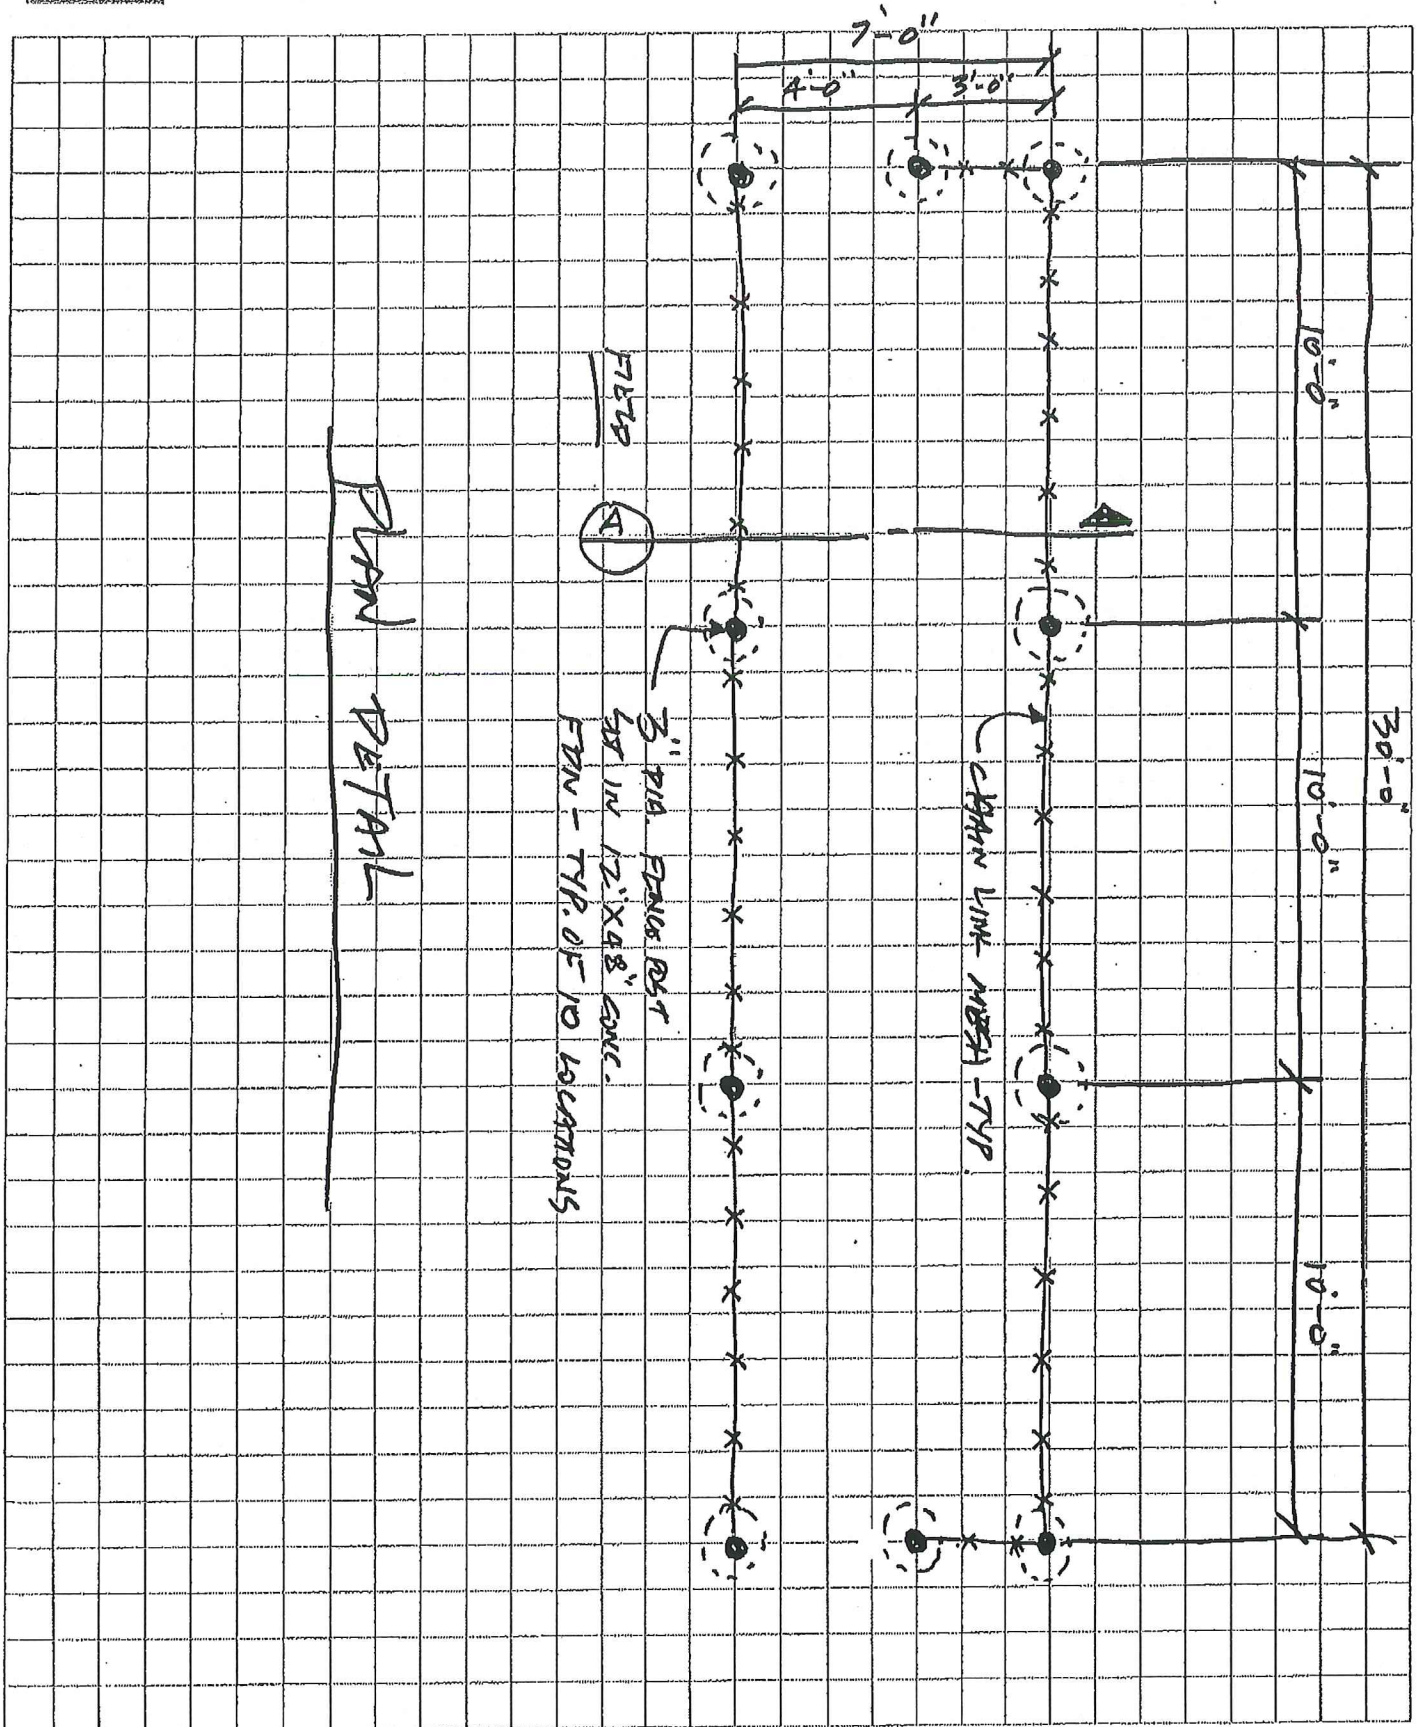 30'-0"
10'-0"
10'-0"
10'-0"
7'-0"
4'-0"
3'-0"
CHAIN LINK MESH - TYP.
A
FIELD
3" DIA. FENCE POST
SET IN 12"X48" CONC.
FDN - TYP. OF 10 LOCATIONS
PLAN DETAIL